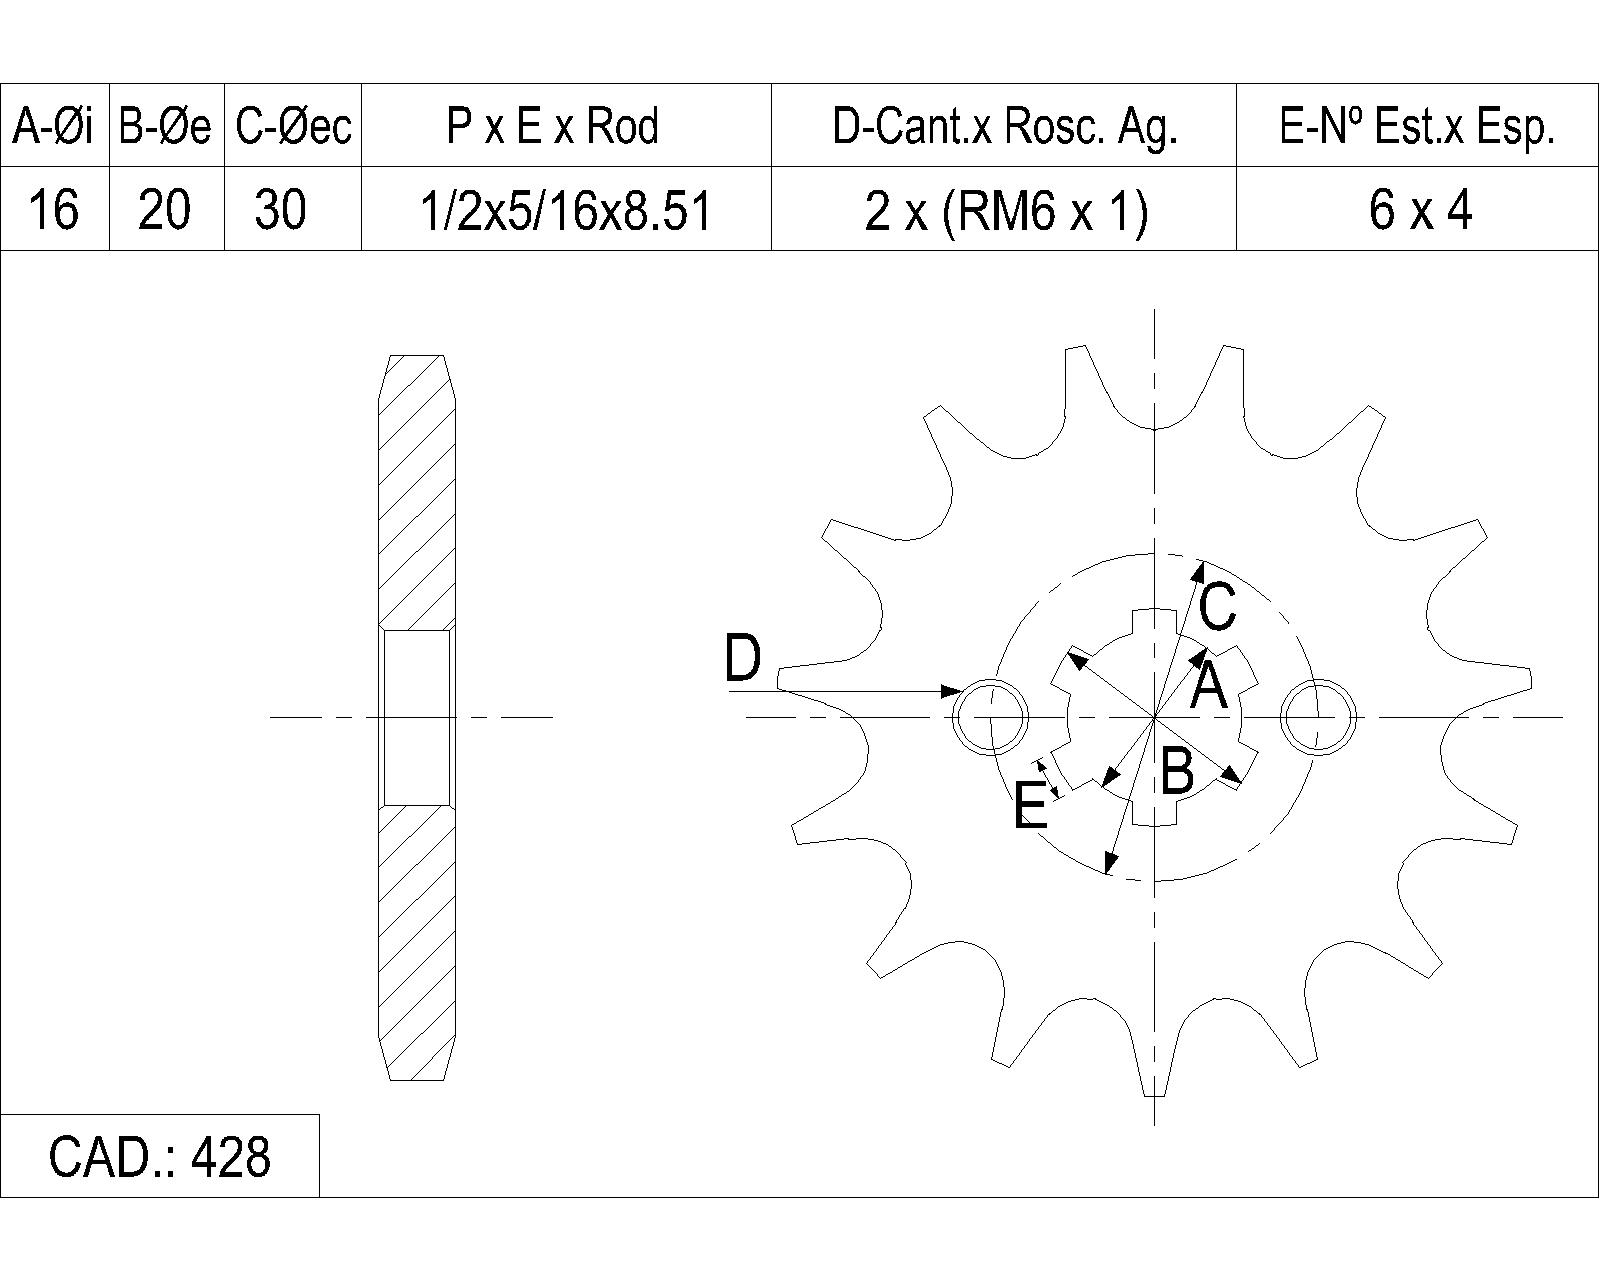 A-Øi B-Øe C-Øec P x E x Rod D-Cant.x Rosc. Ag. E-Nº Est.x Esp.
16 20 30 1/2x5/16x8.51 2 x (RM6 x 1) 6 x 4
C
D
A
B
E
CAD.: 428